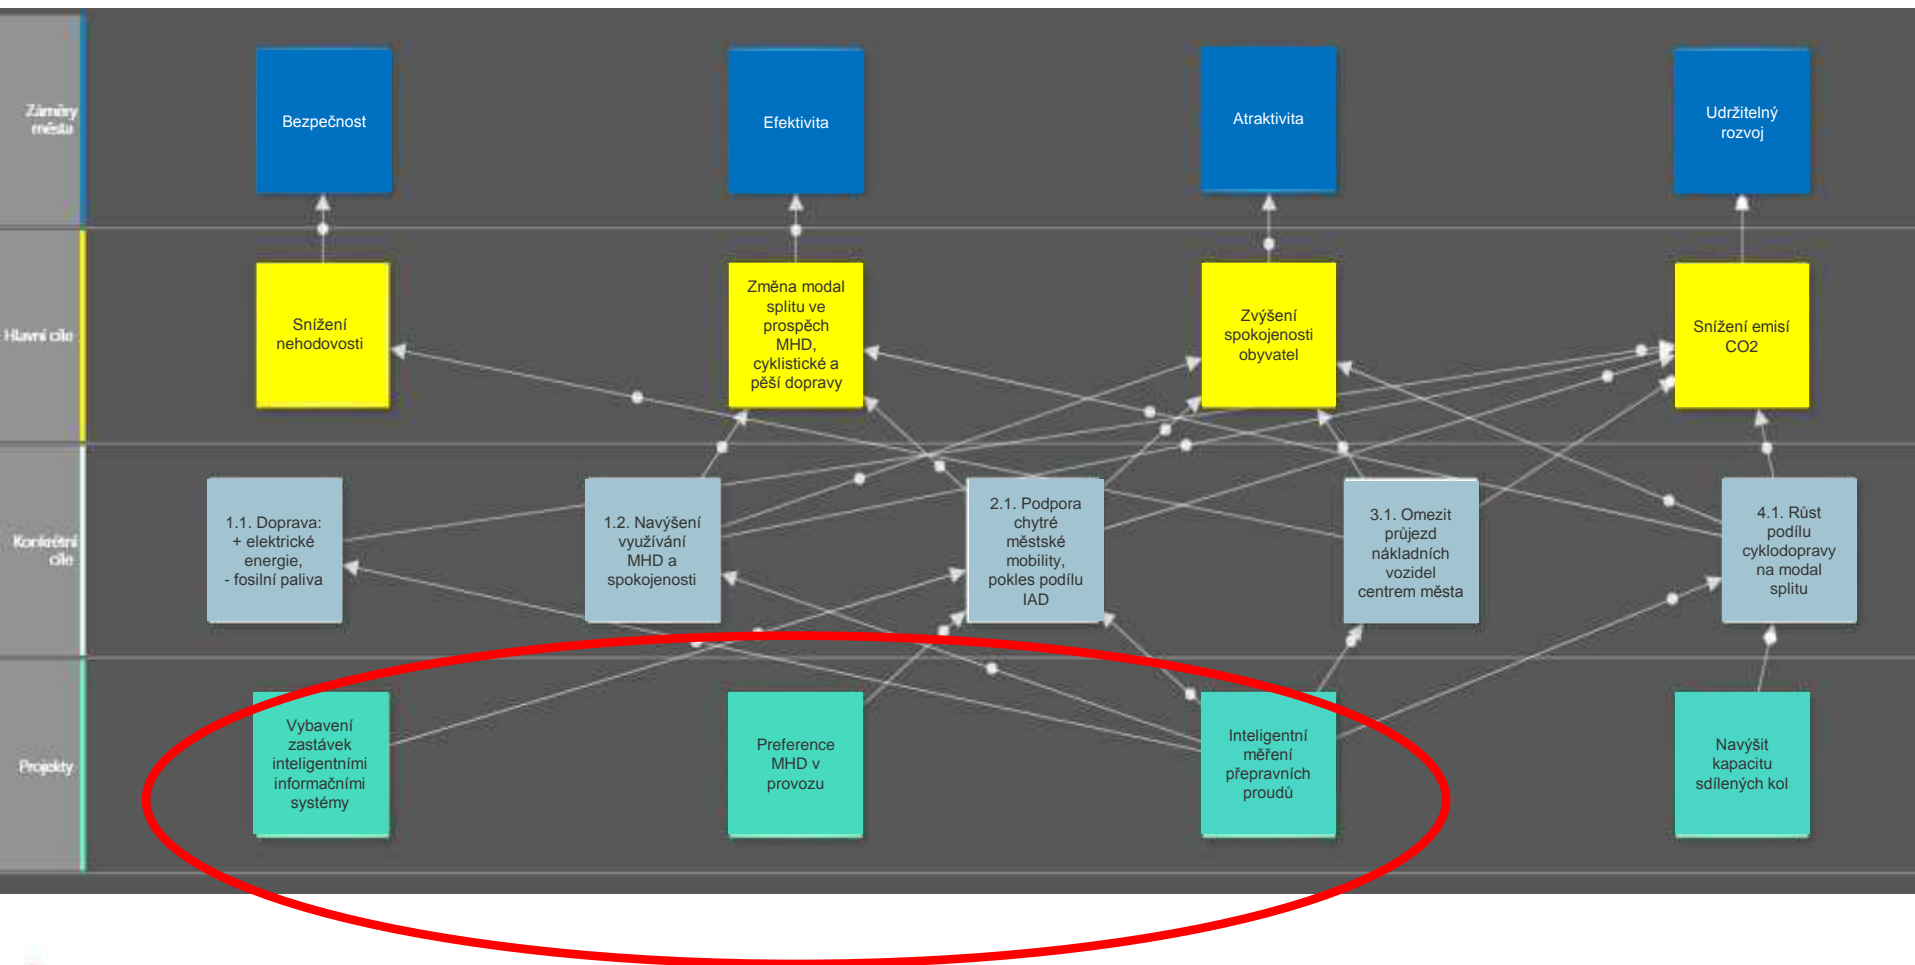 Záměry
města
Bezpečnost
Efektivita
Atraktivita
Udržitelný
rozvoj
Hlavní cíle
Snížení
nehodovosti
Změna modal
splitu ve
prospěch
MHD,
cyklistické a
pěší dopravy
Zvýšení
spokojenosti
obyvatel
Snížení emisí
CO2
Konkrétní
cíle
1.1. Doprava:
+ elektrické
energie,
- fosilní paliva
1.2. Navýšení
využívání
MHD a
spokojenosti
2.1. Podpora
chytré
městské
mobility,
pokles podílu
IAD
3.1. Omezit
průjezd
nákladních
vozidel
centrem města
4.1. Růst
podílu
cyklodopravy
na modal
splitu
Projekty
Vybavení
zastávek
inteligentními
informačními
systémy
Preference
MHD v
provozu
Inteligentní
měření
přepravních
proudů
Navýšit
kapacitu
sdílených kol